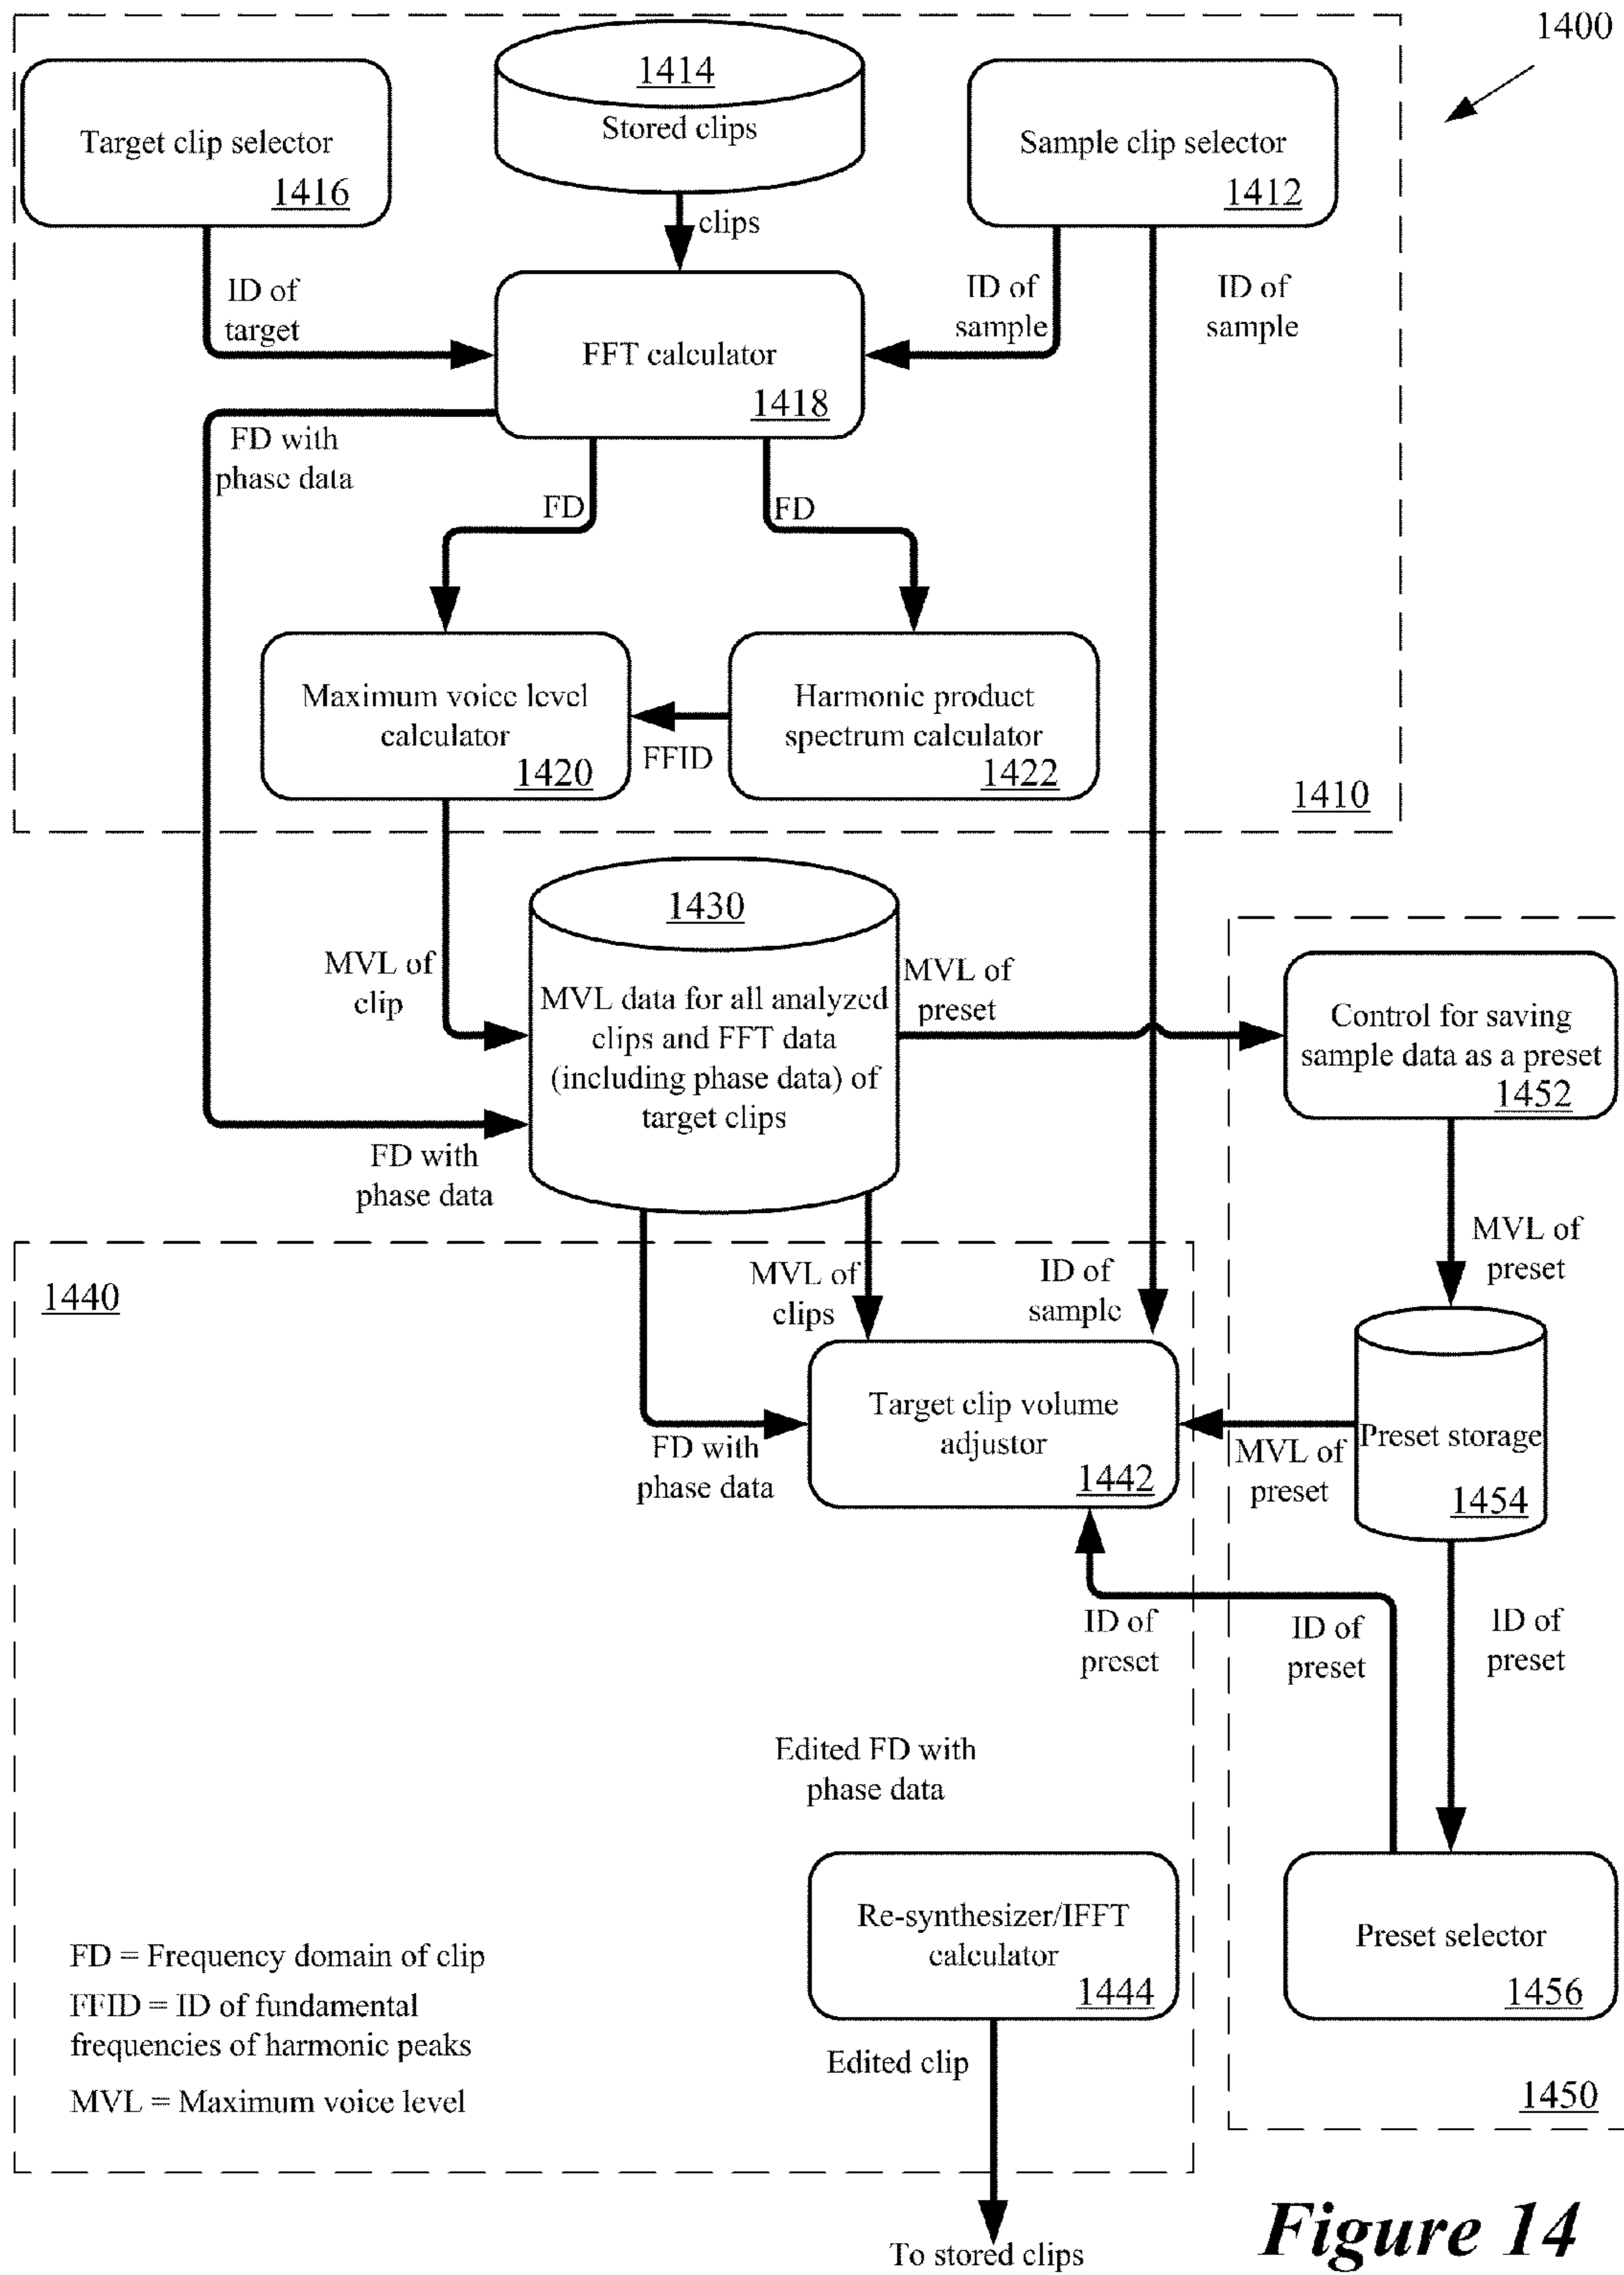 1400
1414
Stored clips
Target clip selector
1416
Sample clip selector
1412
clips
ID of
target
ID of
sample
ID of
sample
FFT calculator
1418
FD with
phase data
FD
FD
Maximum voice level
calculator
1420
FFID
Harmonic product
spectrum calculator
1422
1410
1430
MVL data for all analyzed
clips and FFT data
(including phase data) of
target clips
MVL of
clip
MVL of
preset
Control for saving
sample data as a preset
1452
FD with
phase data
MVL of
preset
1440
MVL of
clips
ID of
sample
Target clip volume
adjustor
1442
FD with
phase data
MVL of
preset
Preset storage
1454
ID of
preset
ID of
preset
ID of
preset
Edited FD with
phase data
Re-synthesizer/IFFT
calculator
1444
Preset selector
1456
FD = Frequency domain of clip
FFID = ID of fundamental
frequencies of harmonic peaks
MVL = Maximum voice level
Edited clip
1450
To stored clips
Figure 14